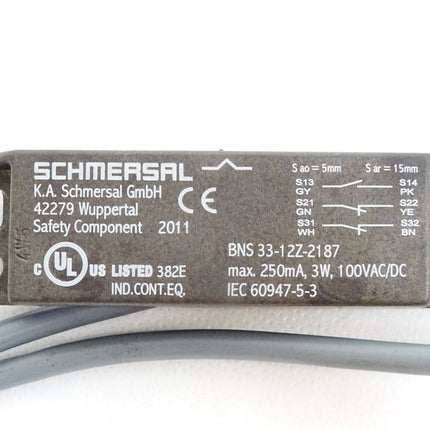 SCHMERSAL
K.A. Schmersal GmbH
42279 Wuppertal
Safety Component 2011
CE
C UL US LISTED 382E
IND.CONT.EQ.
S ao = 5mm S ar = 15mm
S13 S14
GY PK
S21 S22
GN YE
S31 S32
WH BN
BNS 33-12Z-2187
max. 250mA, 3W, 100VAC/DC
IEC 60947-5-3